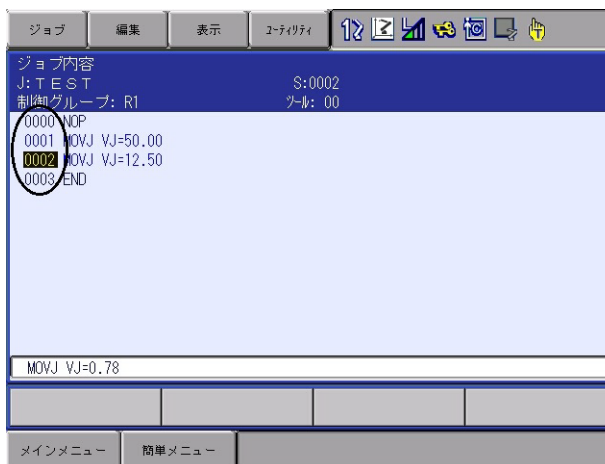 ジョブ 編集 表示 ユーティリティ
ジョブ内容
J:TEST S:0002
制御グループ: R1 ツール: 00
0000 NOP
0001 MOVJ VJ=50.00
0002 MOVJ VJ=12.50
0003 END
MOVJ VJ=0.78
メインメニュー 簡単メニュー